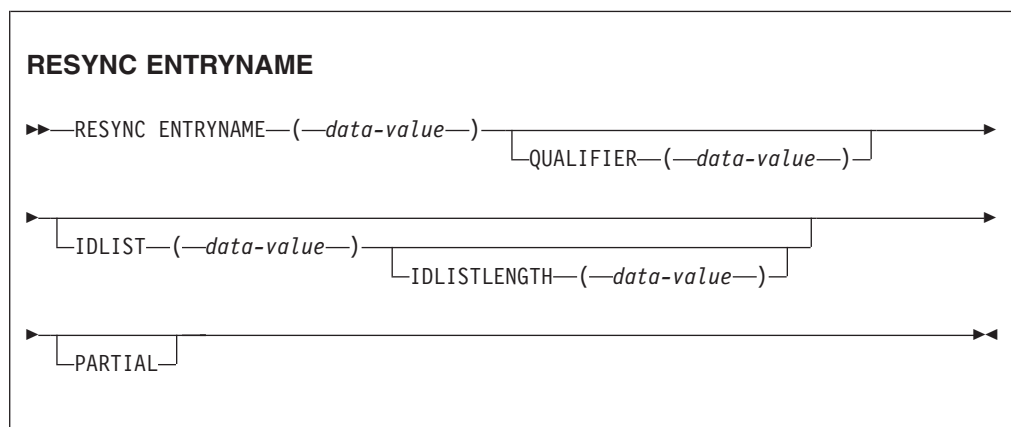 RESYNC ENTRYNAME
RESYNC ENTRYNAME ( data-value )
QUALIFIER ( data-value )
IDLIST ( data-value )
IDLISTLENGTH ( data-value )
PARTIAL